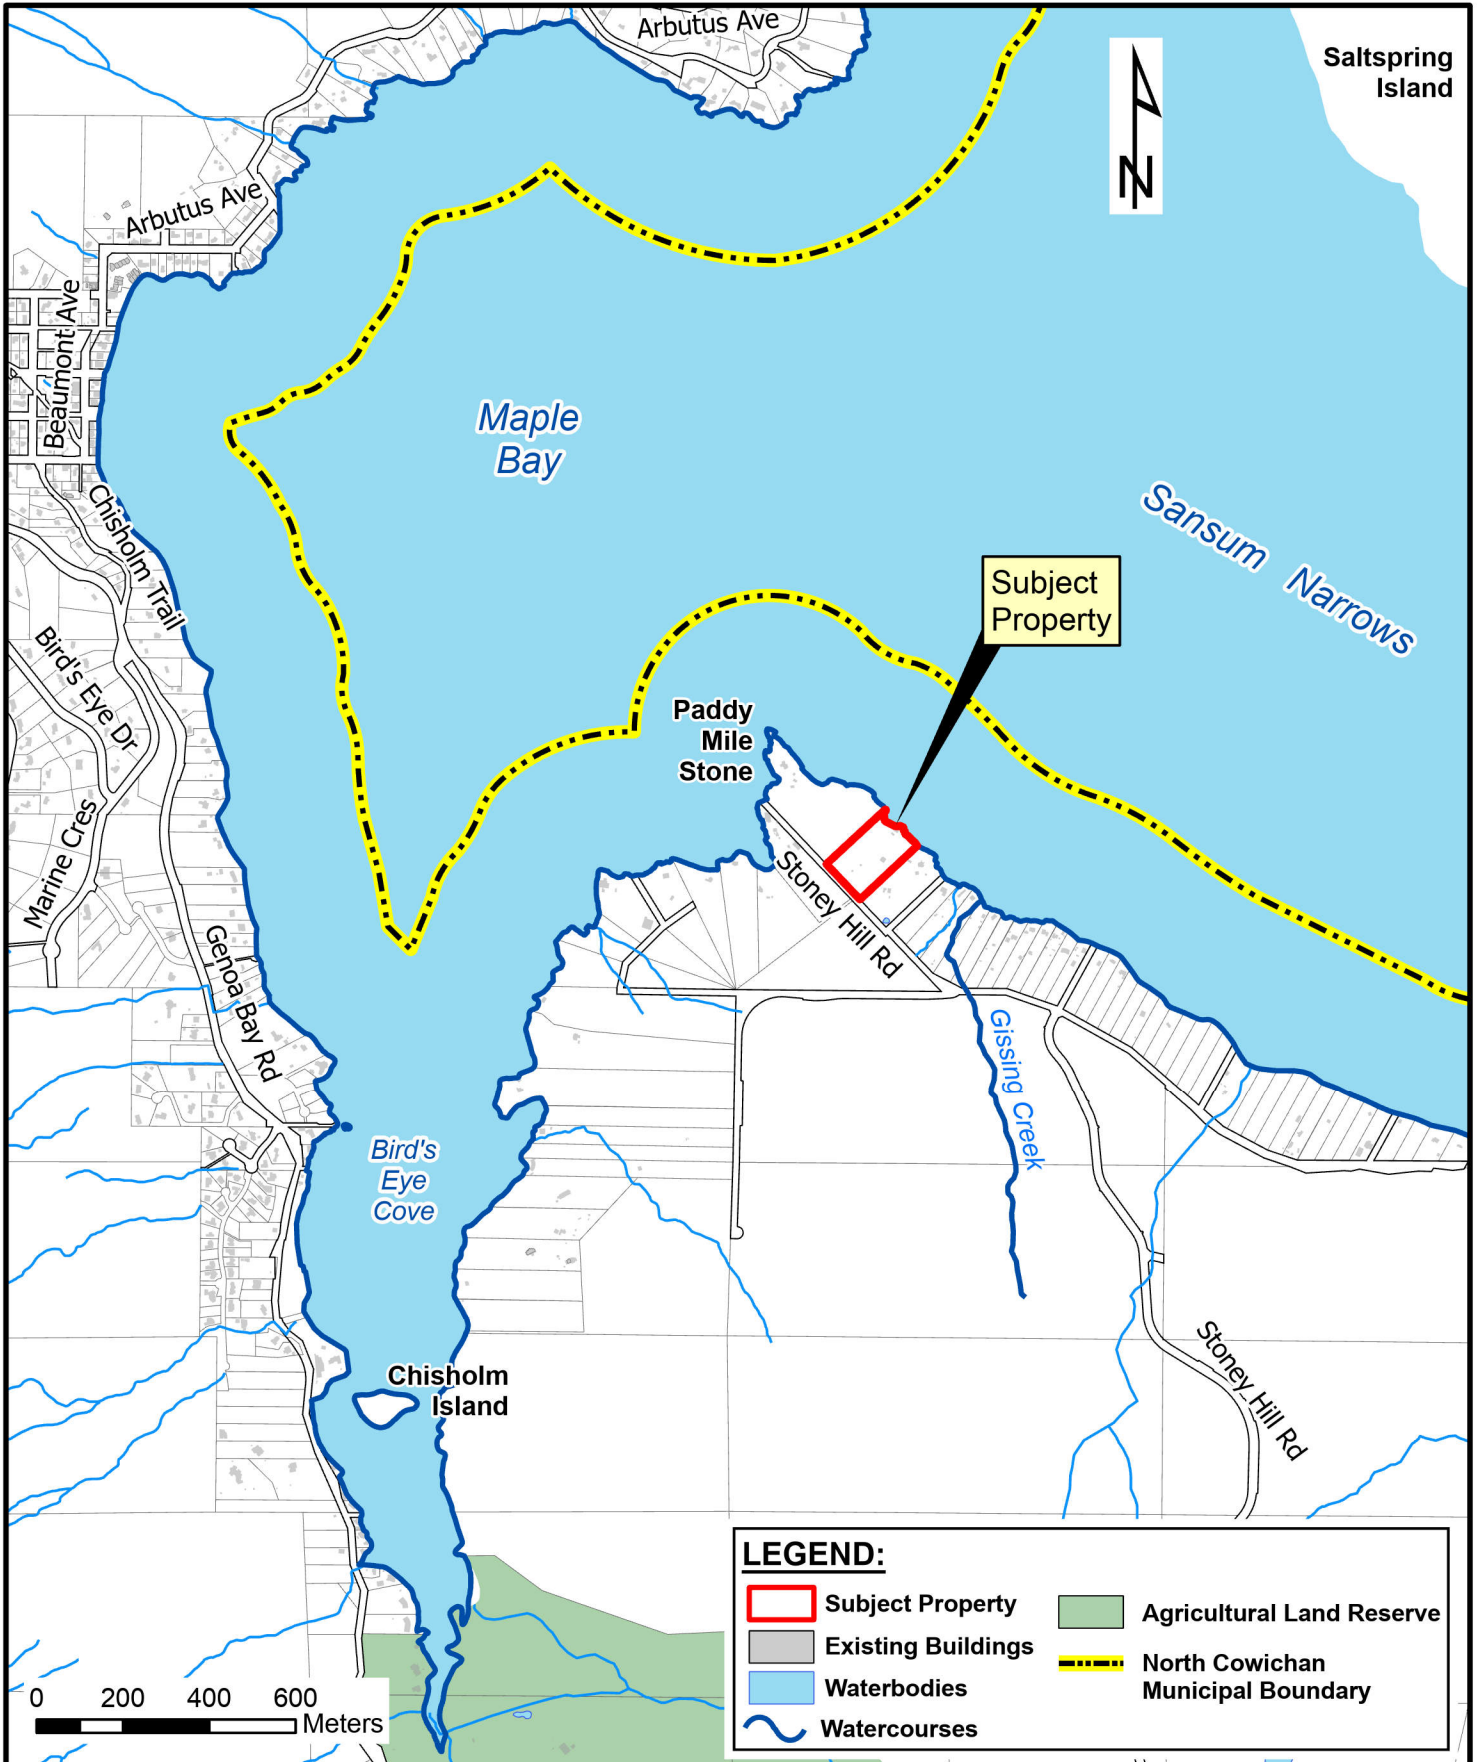 Arbutus Ave
Saltspring
Island
N
Arbutus Ave
Beaumont Ave
Maple
Bay
Chisholm Trail
Sansum Narrows
Subject
Property
Bird's Eye Dr
Paddy
Mile
Stone
Marine Cres
Stoney Hill Rd
Genoa Bay Rd
Gissing Creek
Bird's
Eye
Cove
Stoney Hill Rd
Chisholm
Island
LEGEND:
Subject Property
Existing Buildings
Waterbodies
Watercourses
Agricultural Land Reserve
North Cowichan
Municipal Boundary
0 200 400 600
Meters